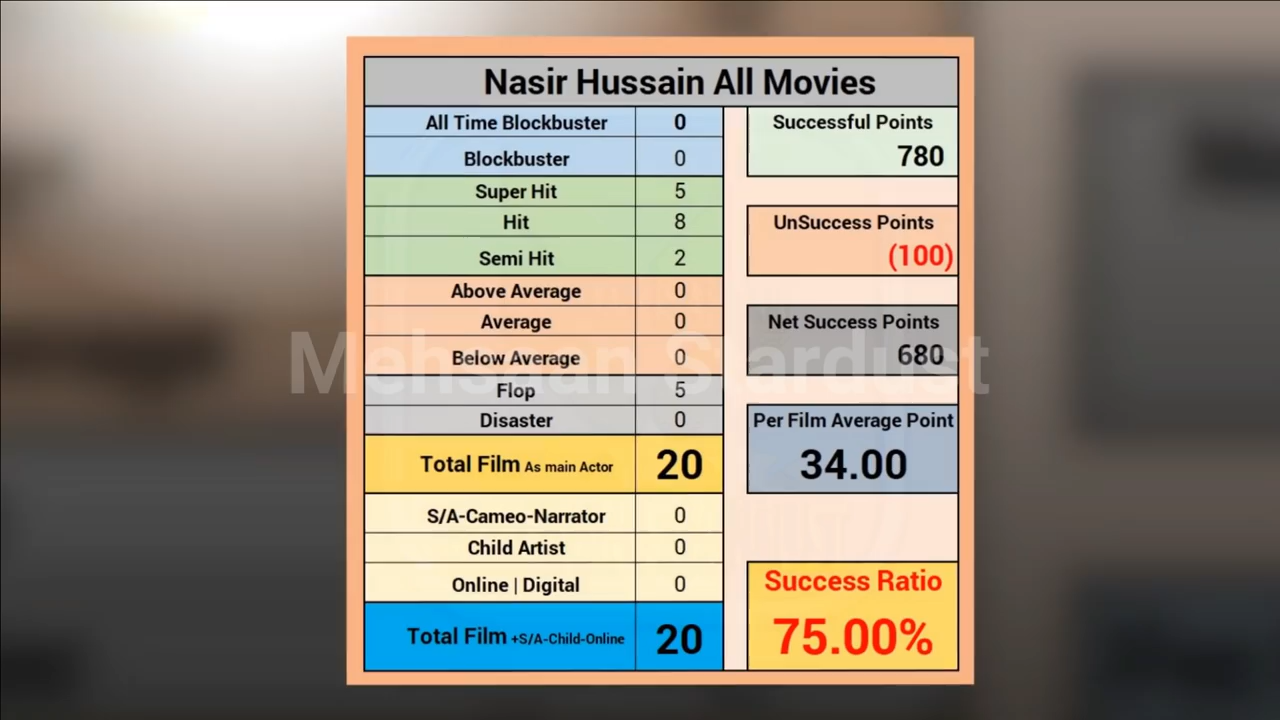 Nasir Hussain All Movies
All Time Blockbuster 0
Blockbuster 0
Super Hit 5
Hit 8
Semi Hit 2
Above Average 0
Average 0
Below Average 0
Flop 5
Disaster 0
Total Film As main Actor 20
S/A-Cameo-Narrator 0
Child Artist 0
Online | Digital 0
Total Film +S/A-Child-Online 20
Successful Points
780
UnSuccess Points
(100)
Net Success Points
680
Per Film Average Point
34.00
Success Ratio
75.00%
Mehsaan Stardust